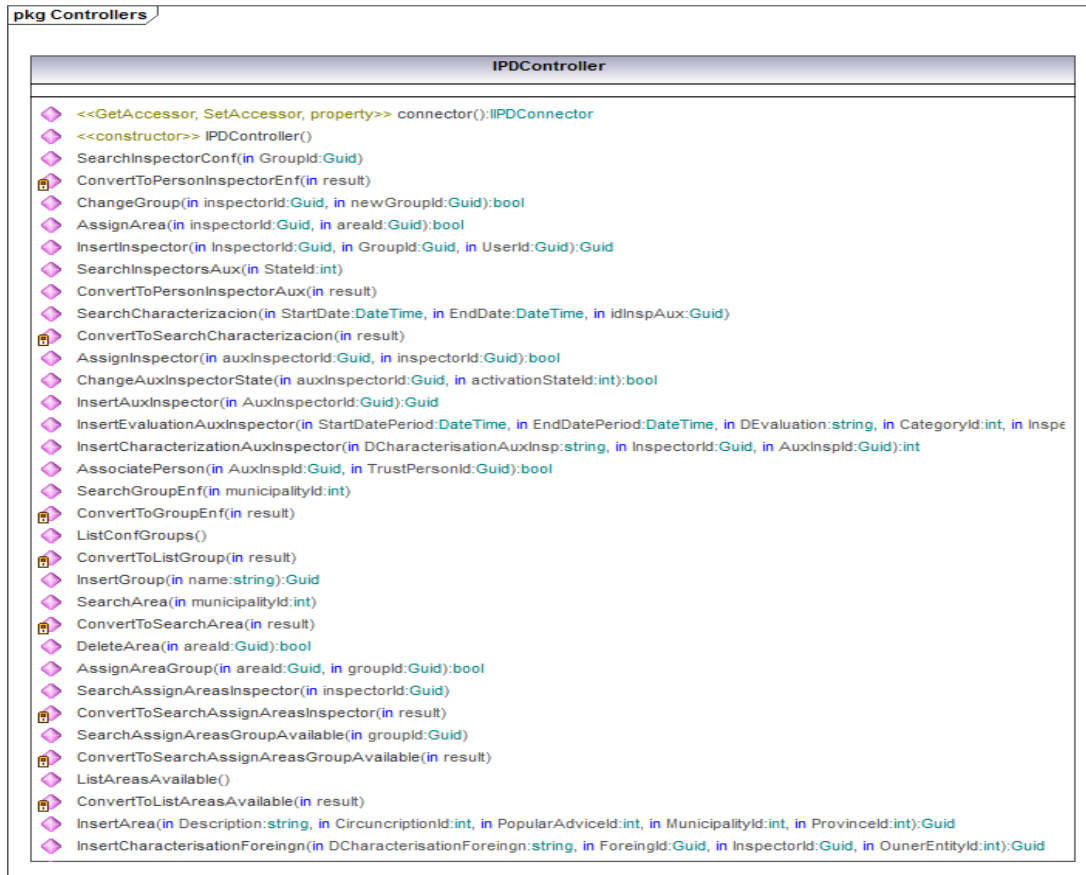 pkg Controllers
IPDController
<<GetAccessor, SetAccessor, property>> connector():IIPDConnector
<<constructor>> IPDController()
SearchInspectorConf(in GroupId:Guid)
ConvertToPersonInspectorEnf(in result)
ChangeGroup(in inspectorId:Guid, in newGroupId:Guid):bool
AssignArea(in inspectorId:Guid, in areaId:Guid):bool
InsertInspector(in InspectorId:Guid, in GroupId:Guid, in UserId:Guid):Guid
SearchInspectorsAux(in StateId:int)
ConvertToPersonInspectorAux(in result)
SearchCharacterizacion(in StartDate:DateTime, in EndDate:DateTime, in idInspAux:Guid)
ConvertToSearchCharacterizacion(in result)
AssignInspector(in auxInspectorId:Guid, in inspectorId:Guid):bool
ChangeAuxInspectorState(in auxInspectorId:Guid, in activationStateId:int):bool
InsertAuxInspector(in AuxInspectorId:Guid):Guid
InsertEvaluationAuxInspector(in StartDatePeriod:DateTime, in EndDatePeriod:DateTime, in DEvaluation:string, in CategoryId:int, in Inspe
InsertCharacterizationAuxInspector(in DCharacterisationAuxInsp:string, in InspectorId:Guid, in AuxInspId:Guid):int
AssociatePerson(in AuxInspId:Guid, in TrustPersonId:Guid):bool
SearchGroupEnf(in municipalityId:int)
ConvertToGroupEnf(in result)
ListConfGroups()
ConvertToListGroup(in result)
InsertGroup(in name:string):Guid
SearchArea(in municipalityId:int)
ConvertToSearchArea(in result)
DeleteArea(in areaId:Guid):bool
AssignAreaGroup(in areaId:Guid, in groupId:Guid):bool
SearchAssignAreasInspector(in inspectorId:Guid)
ConvertToSearchAssignAreasInspector(in result)
SearchAssignAreasGroupAvailable(in groupId:Guid)
ConvertToSearchAssignAreasGroupAvailable(in result)
ListAreasAvailable()
ConvertToListAreasAvailable(in result)
InsertArea(in Description:string, in CircuncriptionId:int, in PopularAdviceId:int, in MunicipalityId:int, in ProvinceId:int):Guid
InsertCharacterisationForeingn(in DCharacterisationForeingn:string, in ForeingId:Guid, in InspectorId:Guid, in OunerEntityId:int):Guid